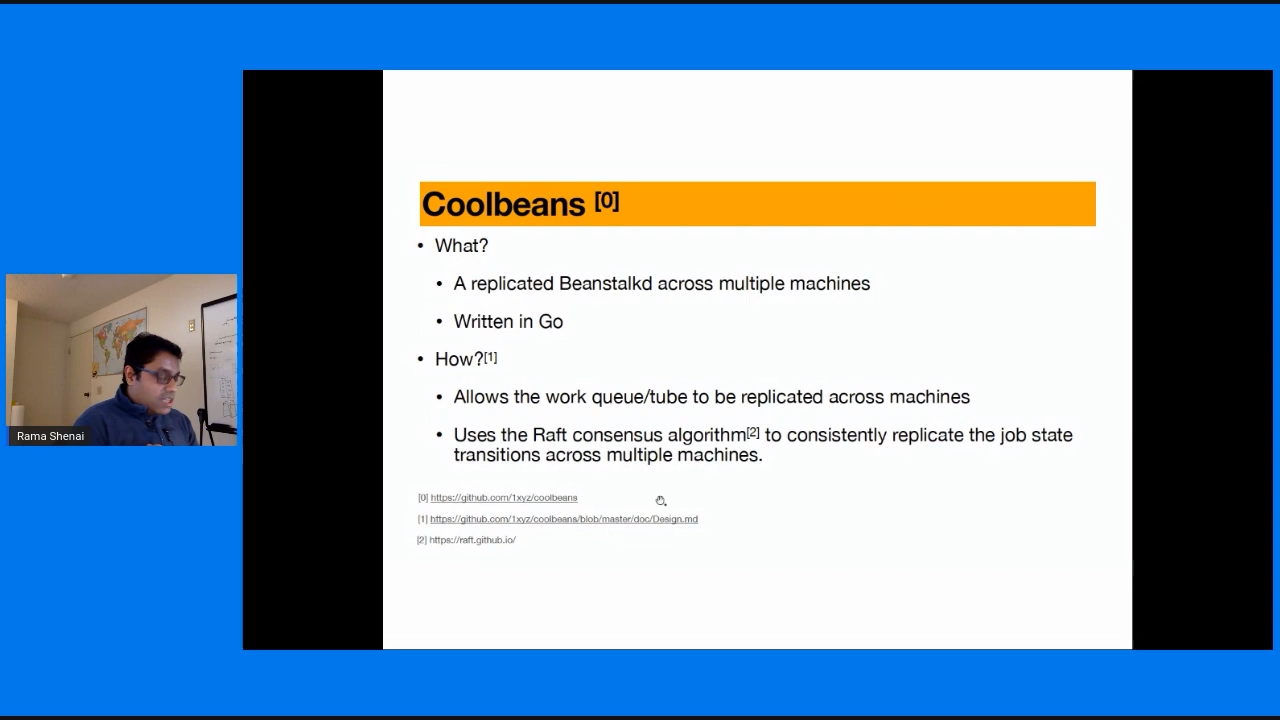 Coolbeans [0]
• What?
• A replicated Beanstalkd across multiple machines
• Written in Go
• How?[1]
• Allows the work queue/tube to be replicated across machines
• Uses the Raft consensus algorithm[2] to consistently replicate the job state
transitions across multiple machines.
[0] https://github.com/1xyz/coolbeans
[1] https://github.com/1xyz/coolbeans/blob/master/doc/Design.md
[2] https://raft.github.io/
Rama Shenai